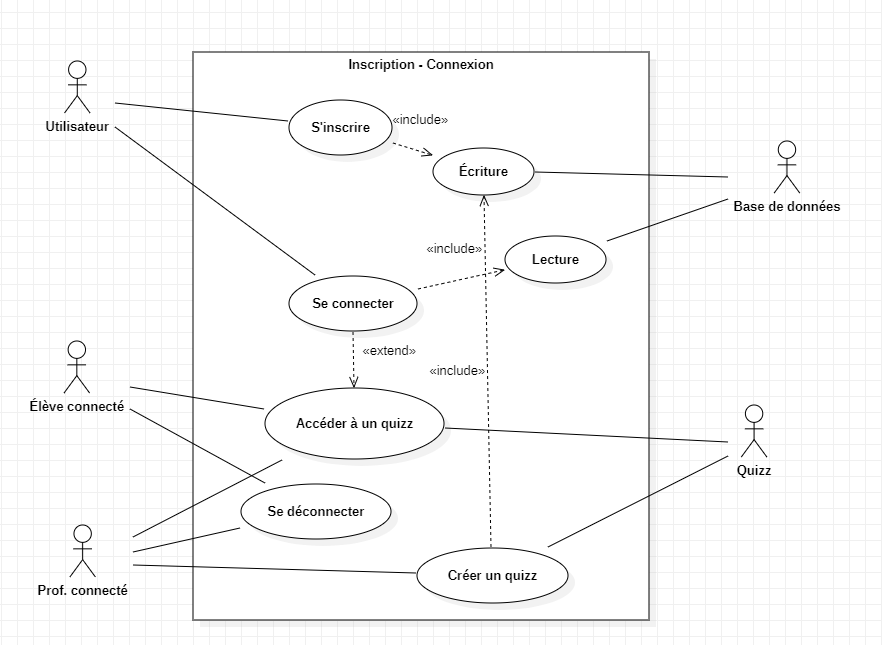 Inscription - Connexion
S'inscrire
«include»
Utilisateur
Écriture
Base de données
«include»
Lecture
Se connecter
«extend»
«include»
Élève connecté
Accéder à un quizz
Quizz
Se déconnecter
Créer un quizz
Prof. connecté